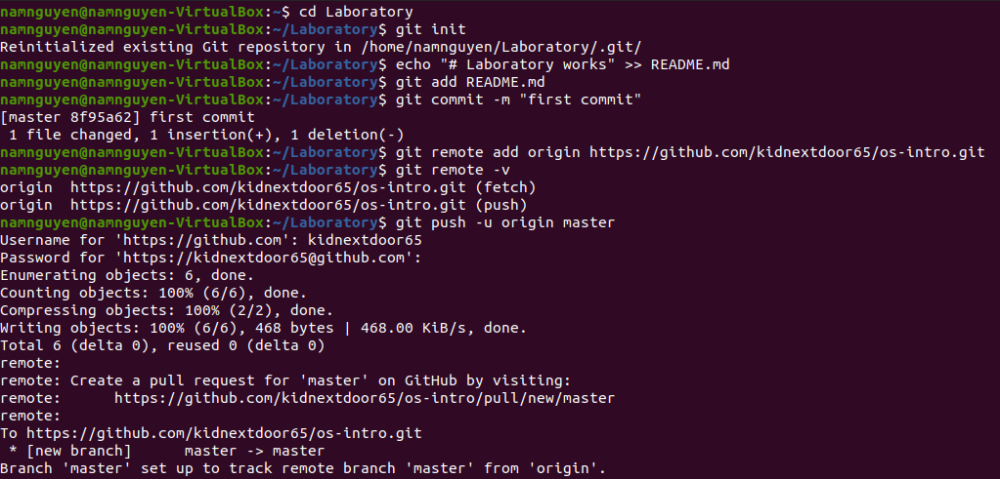 namnguyen@namnguyen-VirtualBox:~$ cd Laboratory
namnguyen@namnguyen-VirtualBox:~/Laboratory$ git init
Reinitialized existing Git repository in /home/namnguyen/Laboratory/.git/
namnguyen@namnguyen-VirtualBox:~/Laboratory$ echo "# Laboratory works" >> README.md
namnguyen@namnguyen-VirtualBox:~/Laboratory$ git add README.md
namnguyen@namnguyen-VirtualBox:~/Laboratory$ git commit -m "first commit"
[master 8f95a62] first commit
 1 file changed, 1 insertion(+), 1 deletion(-)
namnguyen@namnguyen-VirtualBox:~/Laboratory$ git remote add origin https://github.com/kidnextdoor65/os-intro.git
namnguyen@namnguyen-VirtualBox:~/Laboratory$ git remote -v
origin  https://github.com/kidnextdoor65/os-intro.git (fetch)
origin  https://github.com/kidnextdoor65/os-intro.git (push)
namnguyen@namnguyen-VirtualBox:~/Laboratory$ git push -u origin master
Username for 'https://github.com': kidnextdoor65
Password for 'https://kidnextdoor65@github.com':
Enumerating objects: 6, done.
Counting objects: 100% (6/6), done.
Compressing objects: 100% (2/2), done.
Writing objects: 100% (6/6), 468 bytes | 468.00 KiB/s, done.
Total 6 (delta 0), reused 0 (delta 0)
remote:
remote: Create a pull request for 'master' on GitHub by visiting:
remote:      https://github.com/kidnextdoor65/os-intro/pull/new/master
remote:
To https://github.com/kidnextdoor65/os-intro.git
 * [new branch]      master -> master
Branch 'master' set up to track remote branch 'master' from 'origin'.